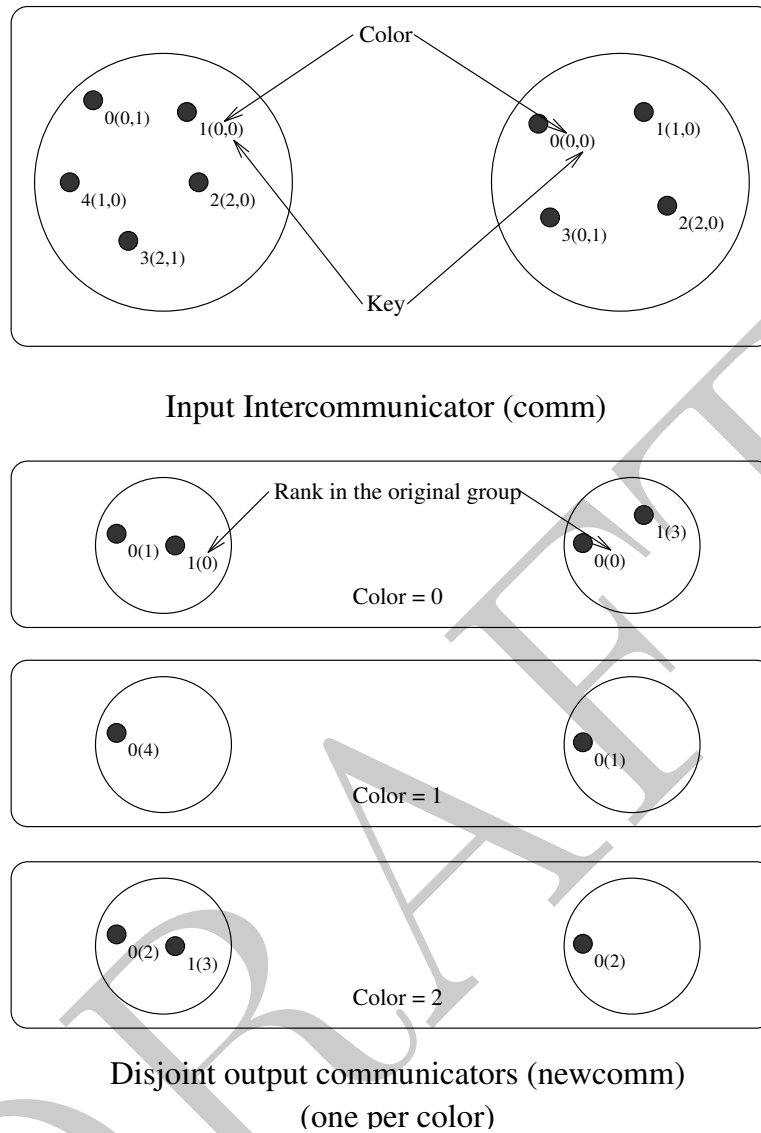 Color
0(0,1)
1(0,0)
4(1,0)
2(2,0)
3(2,1)
0(0,0)
1(1,0)
3(0,1)
2(2,0)
Key
Input Intercommunicator (comm)
Rank in the original group
0(1)
1(0)
0(0)
1(3)
Color = 0
0(4)
0(1)
Color = 1
0(2)
1(3)
0(2)
Color = 2
Disjoint output communicators (newcomm)
(one per color)
DRAFT